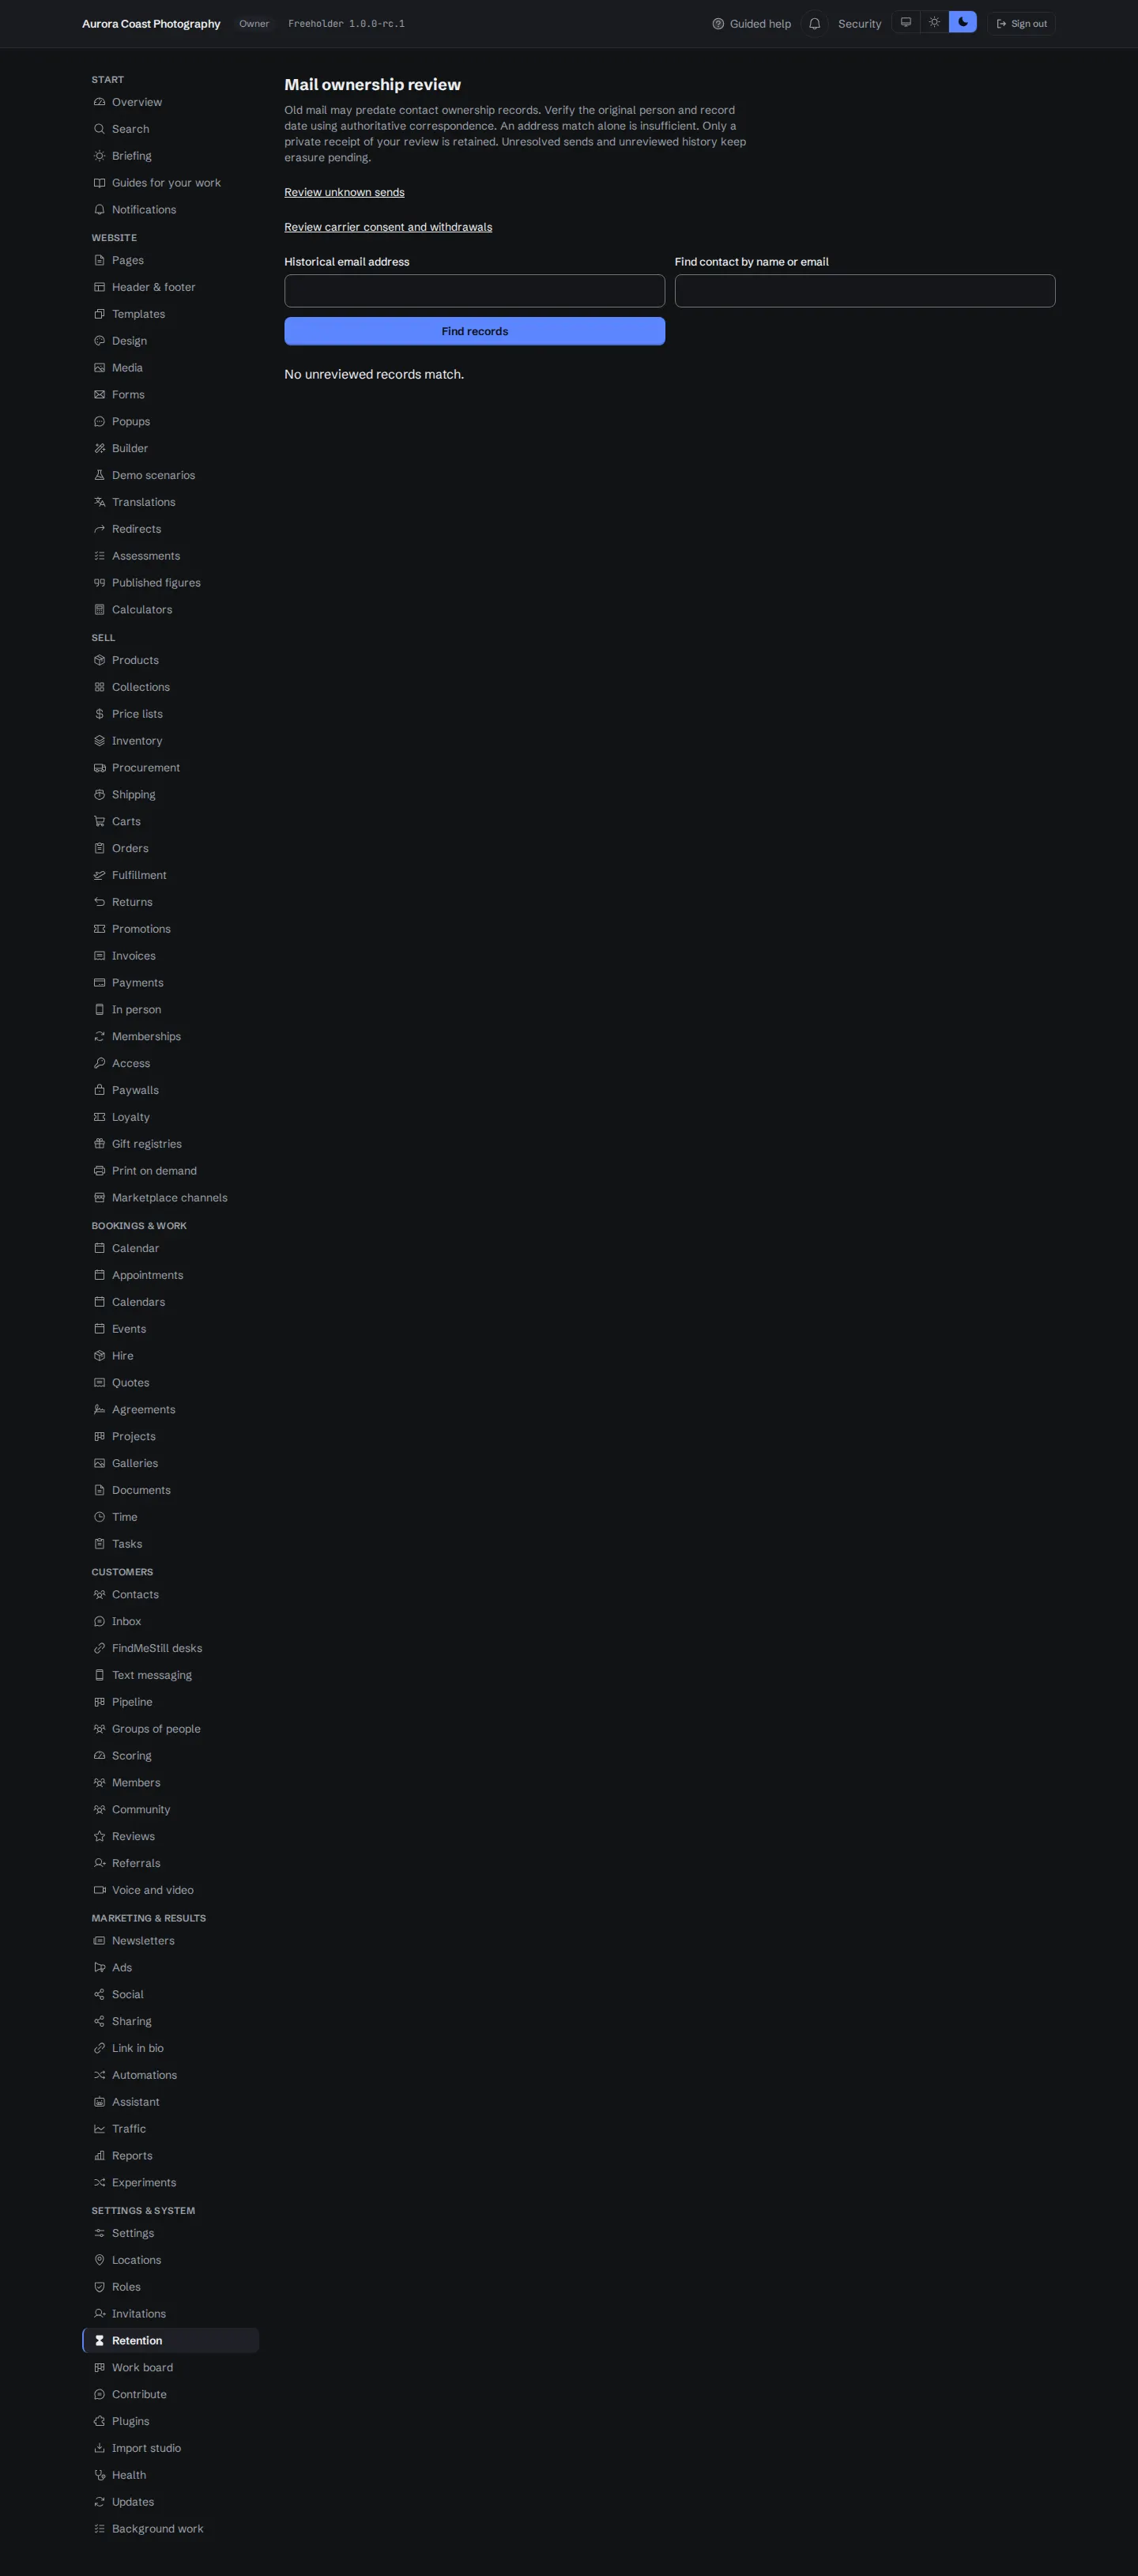 Aurora Coast Photography Owner Freeholder 1.0.0-rc.1 Guided help Security Sign out
START
Overview
Search
Briefing
Guides for your work
Notifications
WEBSITE
Pages
Header & footer
Templates
Design
Media
Forms
Popups
Builder
Demo scenarios
Translations
Redirects
Assessments
Published figures
Calculators
SELL
Products
Collections
Price lists
Inventory
Procurement
Shipping
Carts
Orders
Fulfillment
Returns
Promotions
Invoices
Payments
In person
Memberships
Access
Paywalls
Loyalty
Gift registries
Print on demand
Marketplace channels
BOOKINGS & WORK
Calendar
Appointments
Calendars
Events
Hire
Quotes
Agreements
Projects
Galleries
Documents
Time
Tasks
CUSTOMERS
Contacts
Inbox
FindMeStill desks
Text messaging
Pipeline
Groups of people
Scoring
Members
Community
Reviews
Referrals
Voice and video
MARKETING & RESULTS
Newsletters
Ads
Social
Sharing
Link in bio
Automations
Assistant
Traffic
Reports
Experiments
SETTINGS & SYSTEM
Settings
Locations
Roles
Invitations
Retention
Work board
Contribute
Plugins
Import studio
Health
Updates
Background work
Mail ownership review
Old mail may predate contact ownership records. Verify the original person and record
date using authoritative correspondence. An address match alone is insufficient. Only a
private receipt of your review is retained. Unresolved sends and unreviewed history keep
erasure pending.
Review unknown sends
Review carrier consent and withdrawals
Historical email address
Find contact by name or email
Find records
No unreviewed records match.